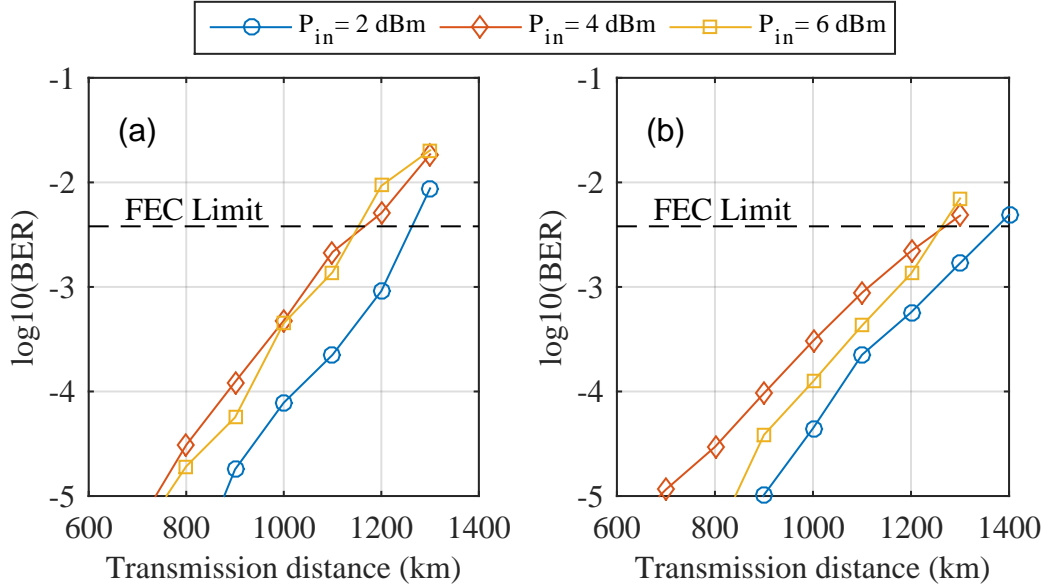 P_in = 2 dBm P_in = 4 dBm P_in = 6 dBm
(a)
FEC Limit
-1
-2
-3
-4
-5
600 800 1000 1200 1400
log10(BER)
Transmission distance (km)
(b)
FEC Limit
-1
-2
-3
-4
-5
600 800 1000 1200 1400
log10(BER)
Transmission distance (km)